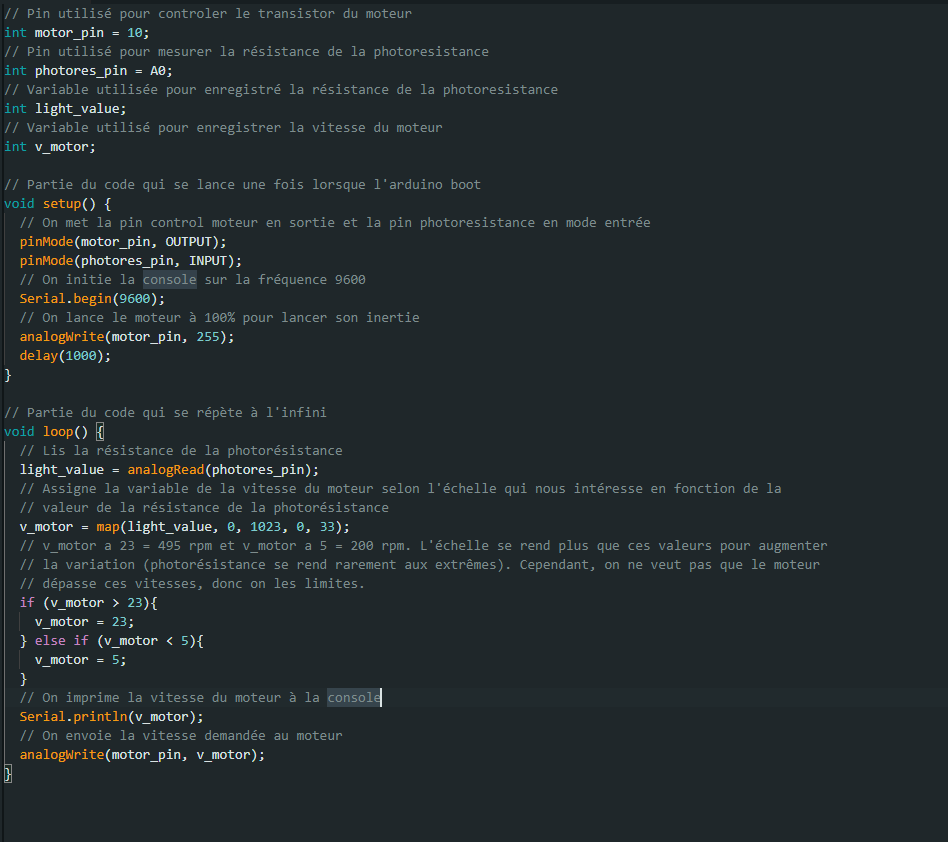 // Pin utilisé pour controler le transistor du moteur
int motor_pin = 10;
// Pin utilisé pour mesurer la résistance de la photoresistance
int photores_pin = A0;
// Variable utilisée pour enregistré la résistance de la photoresistance
int light_value;
// Variable utilisé pour enregistrer la vitesse du moteur
int v_motor;

// Partie du code qui se lance une fois lorsque l'arduino boot
void setup() {
  // On met la pin control moteur en sortie et la pin photoresistance en mode entrée
  pinMode(motor_pin, OUTPUT);
  pinMode(photores_pin, INPUT);
  // On initie la console sur la fréquence 9600
  Serial.begin(9600);
  // On lance le moteur à 100% pour lancer son inertie
  analogWrite(motor_pin, 255);
  delay(1000);
}

// Partie du code qui se répète à l'infini
void loop() {
  // Lis la résistance de la photorésistance
  light_value = analogRead(photores_pin);
  // Assigne la variable de la vitesse du moteur selon l'échelle qui nous intéresse en fonction de la
  // valeur de la résistance de la photorésistance
  v_motor = map(light_value, 0, 1023, 0, 33);
  // v_motor a 23 = 495 rpm et v_motor a 5 = 200 rpm. L'échelle se rend plus que ces valeurs pour augmenter
  // la variation (photorésistance se rend rarement aux extrêmes). Cependant, on ne veut pas que le moteur
  // dépasse ces vitesses, donc on les limites.
  if (v_motor > 23){
    v_motor = 23;
  } else if (v_motor < 5){
    v_motor = 5;
  }
  // On imprime la vitesse du moteur à la console
  Serial.println(v_motor);
  // On envoie la vitesse demandée au moteur
  analogWrite(motor_pin, v_motor);
}